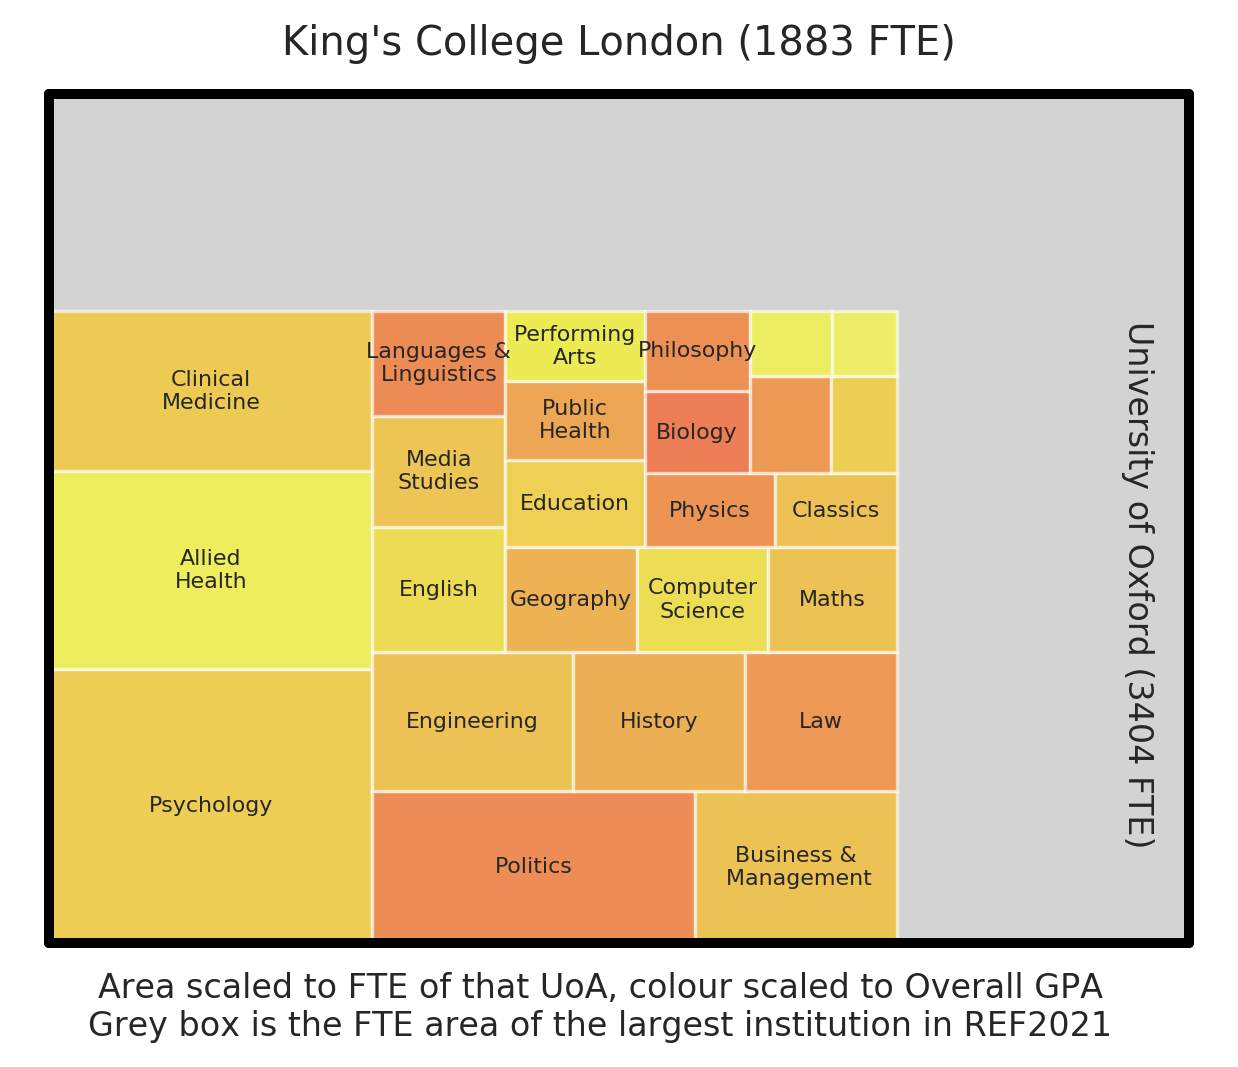 King's College London (1883 FTE)
Clinical
Medicine
Allied
Health
Psychology
Languages &
Linguistics
Media
Studies
English
Performing
Arts
Public
Health
Education
Philosophy
Biology
Physics
Classics
Geography
Computer
Science
Maths
Engineering
History
Law
Politics
Business &
Management
University of Oxford (3404 FTE)
Area scaled to FTE of that UoA, colour scaled to Overall GPA
Grey box is the FTE area of the largest institution in REF2021